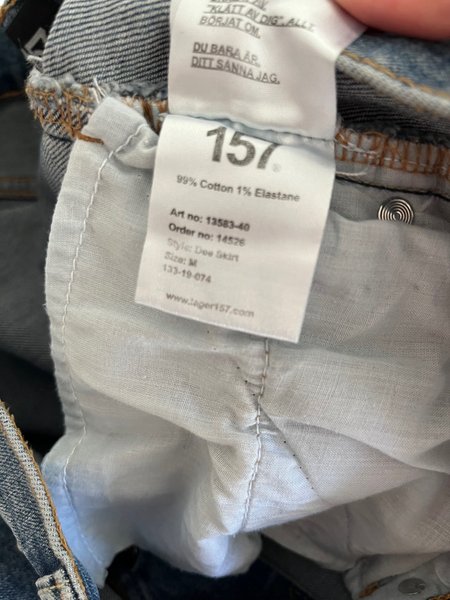 "KLÄTT AV DIG", ALLT
BÖRJAT OM.
DU BARA ÄR
DITT SANNA JAG.
157
99% Cotton 1% Elastane
Art no: 13583-40
Order no: 14526
Style: Dee Skirt
Size: M
133-19-074
www.lager157.com